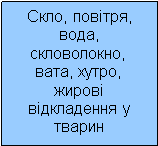 Скло, повітря,
вода,
скловолокно,
вата, хутро,
жирові
відкладення у
тварин